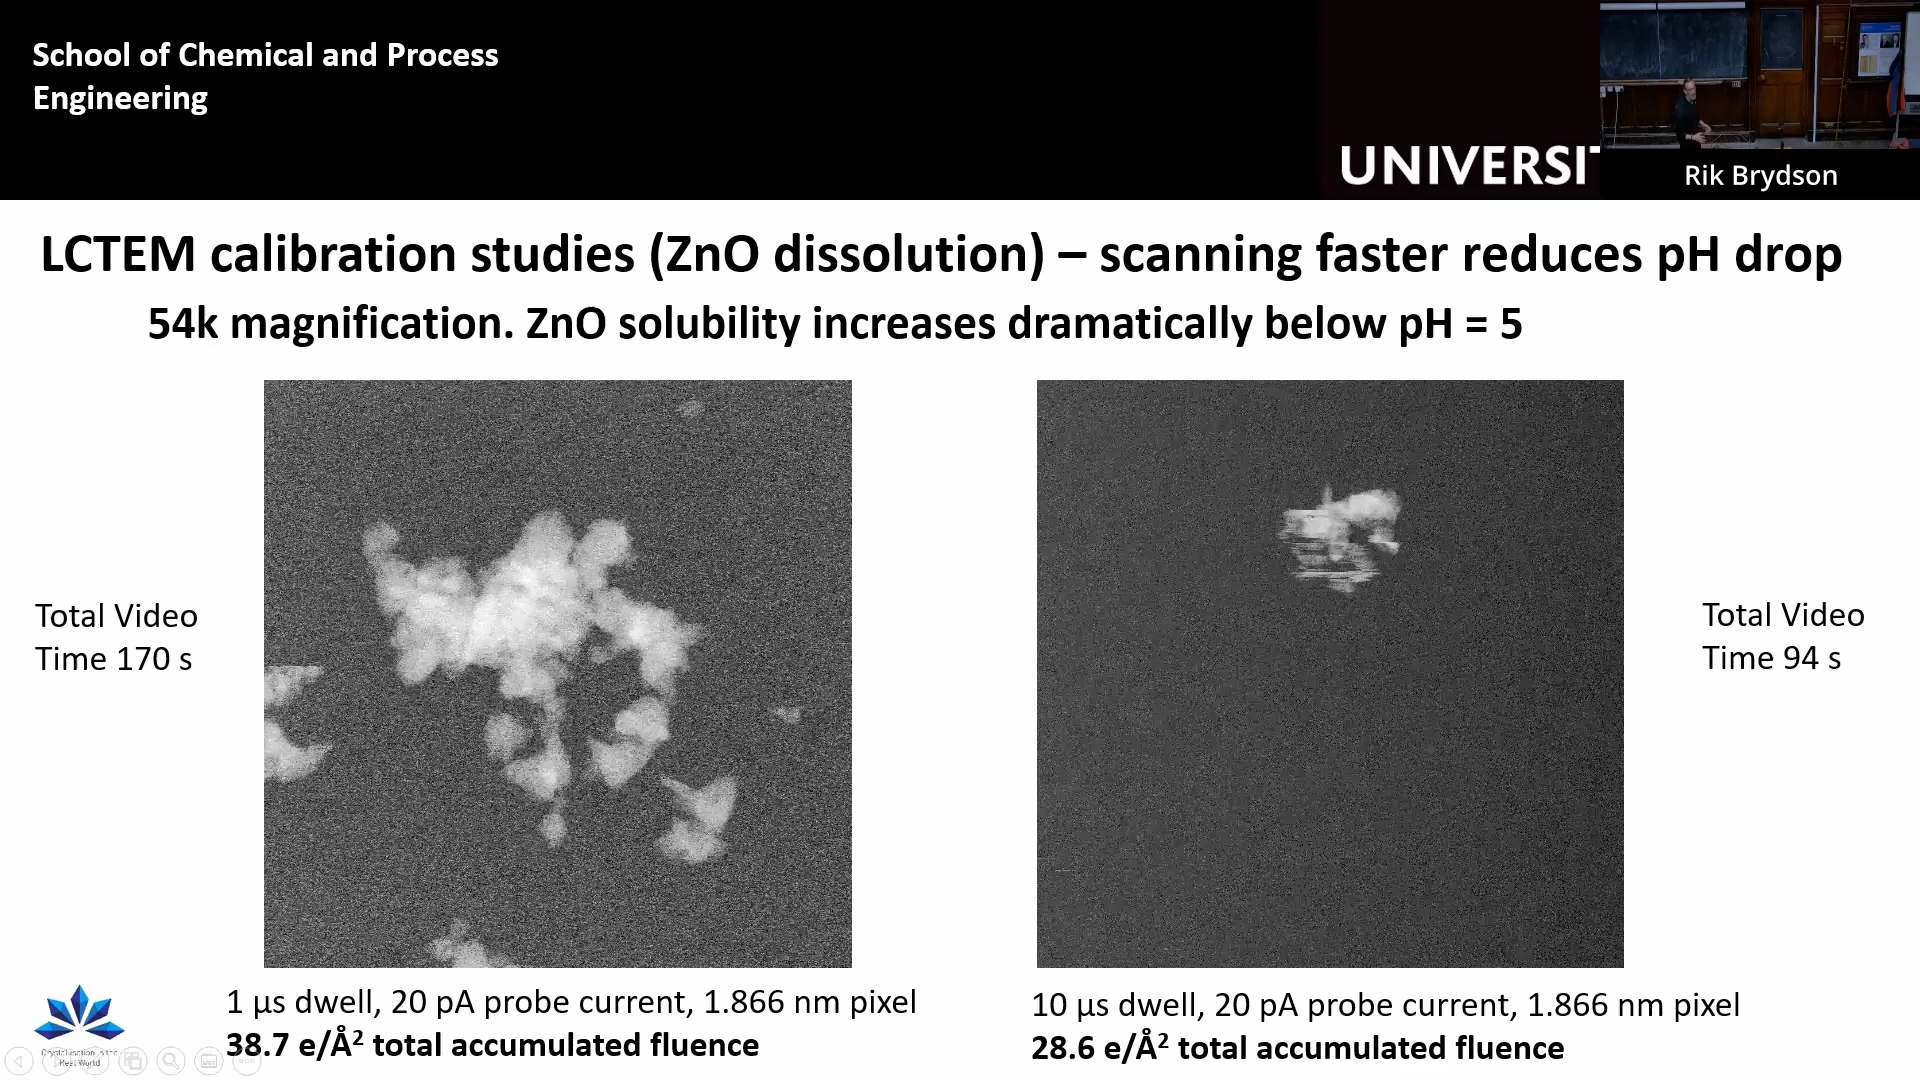 School of Chemical and Process
Engineering
UNIVERSI
Rik Brydson
LCTEM calibration studies (ZnO dissolution) – scanning faster reduces pH drop
54k magnification. ZnO solubility increases dramatically below pH = 5
Total Video
Time 170 s
Total Video
Time 94 s
1 µs dwell, 20 pA probe current, 1.866 nm pixel
38.7 e/Å² total accumulated fluence
10 µs dwell, 20 pA probe current, 1.866 nm pixel
28.6 e/Å² total accumulated fluence
Real World